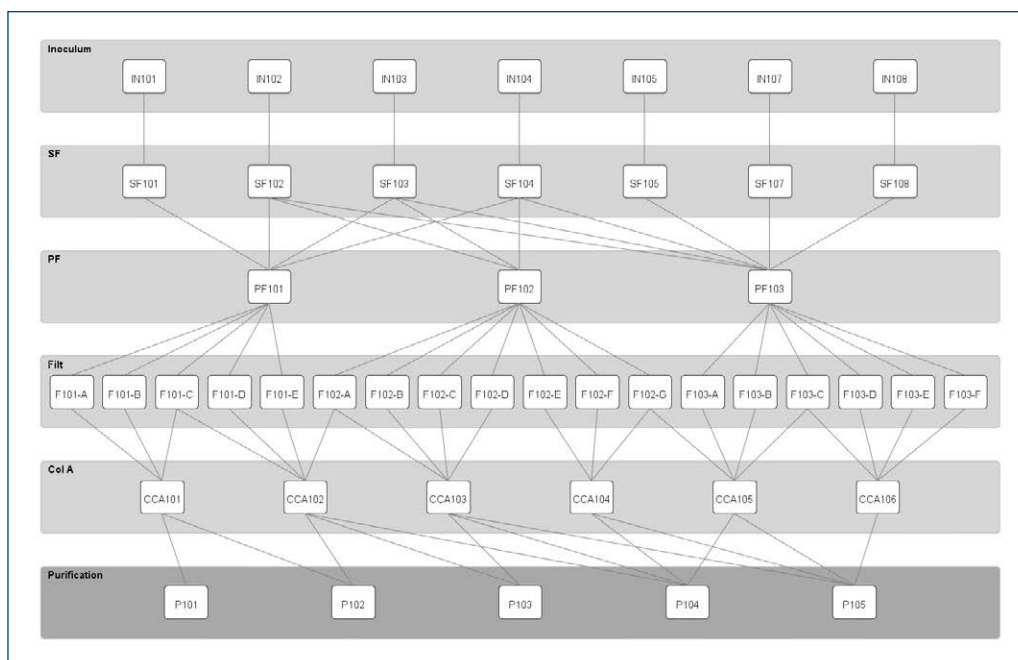 Inoculum
IN101 IN102 IN103 IN104 IN105 IN107 IN108
SF
SF101 SF102 SF103 SF104 SF105 SF107 SF108
PF
PF101 PF102 PF103
Filt
F101-A F101-B F101-C F101-D F101-E F102-A F102-B F102-C F102-D F102-E F102-F F102-G F103-A F103-B F103-C F103-D F103-E F103-F
Col A
CCA101 CCA102 CCA103 CCA104 CCA105 CCA106
Purification
P101 P102 P103 P104 P105